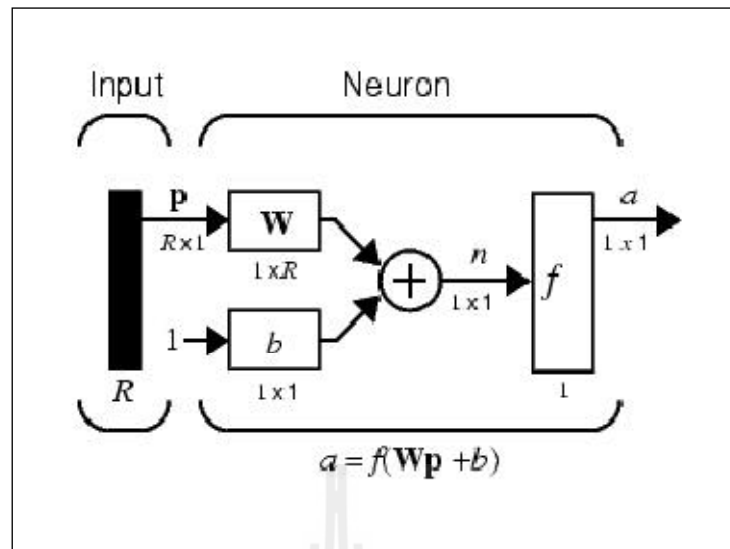 Input Neuron
p a
R×1 W n 1×1
1×R 1×1 f
1 b
R 1×1 1
a = f(Wp + b)